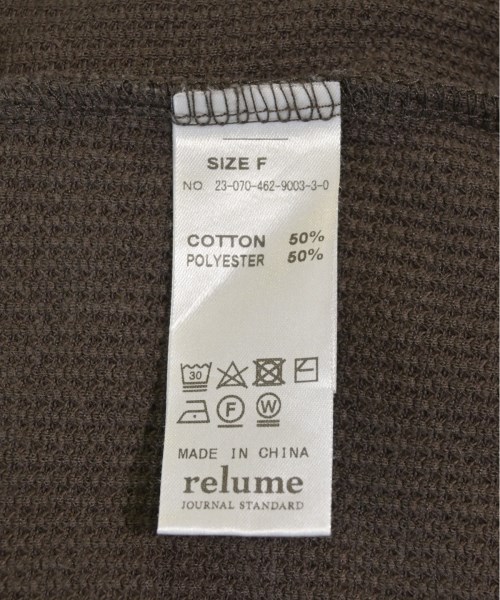 SIZE F
NO 23-070-462-9003-3-0
COTTON 50%
POLYESTER 50%
30
F W
MADE IN CHINA
relume
JOURNAL STANDARD